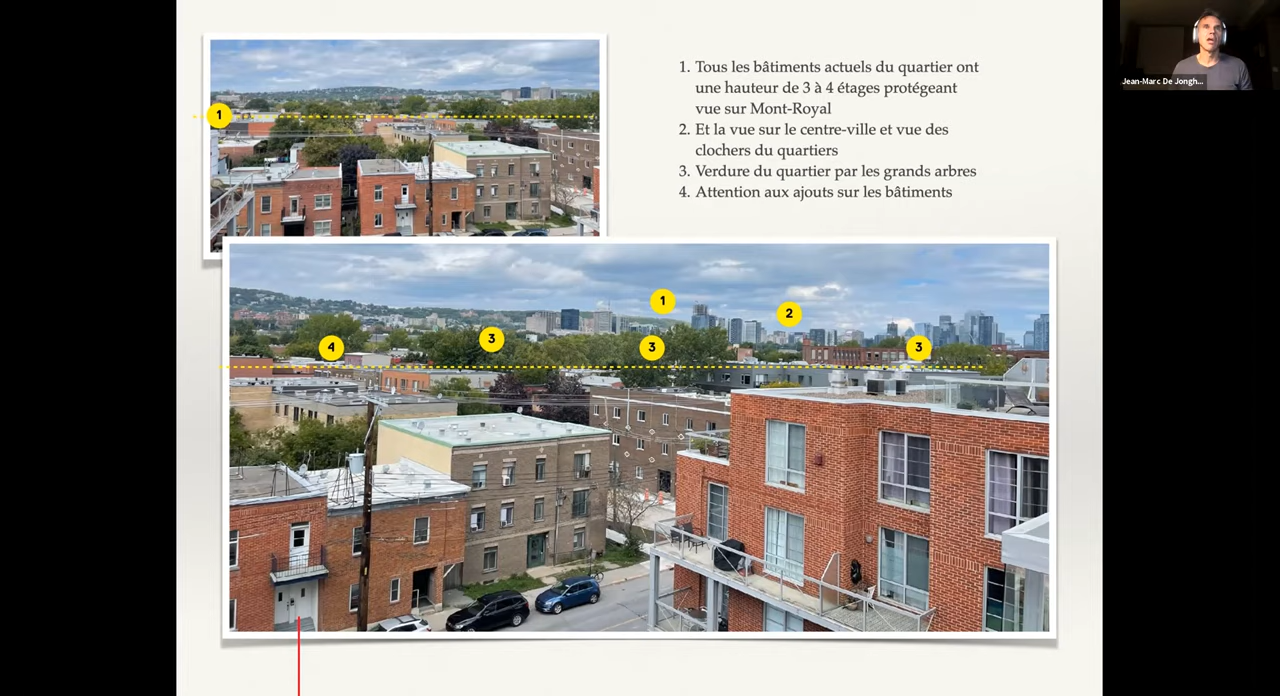 1. Tous les bâtiments actuels du quartier ont
une hauteur de 3 à 4 étages protégeant
vue sur Mont-Royal
2. Et la vue sur le centre-ville et vue des
clochers du quartiers
3. Verdure du quartier par les grands arbres
4. Attention aux ajouts sur les bâtiments
Jean-Marc De Jongh...
1
1
2
3
4
3
3